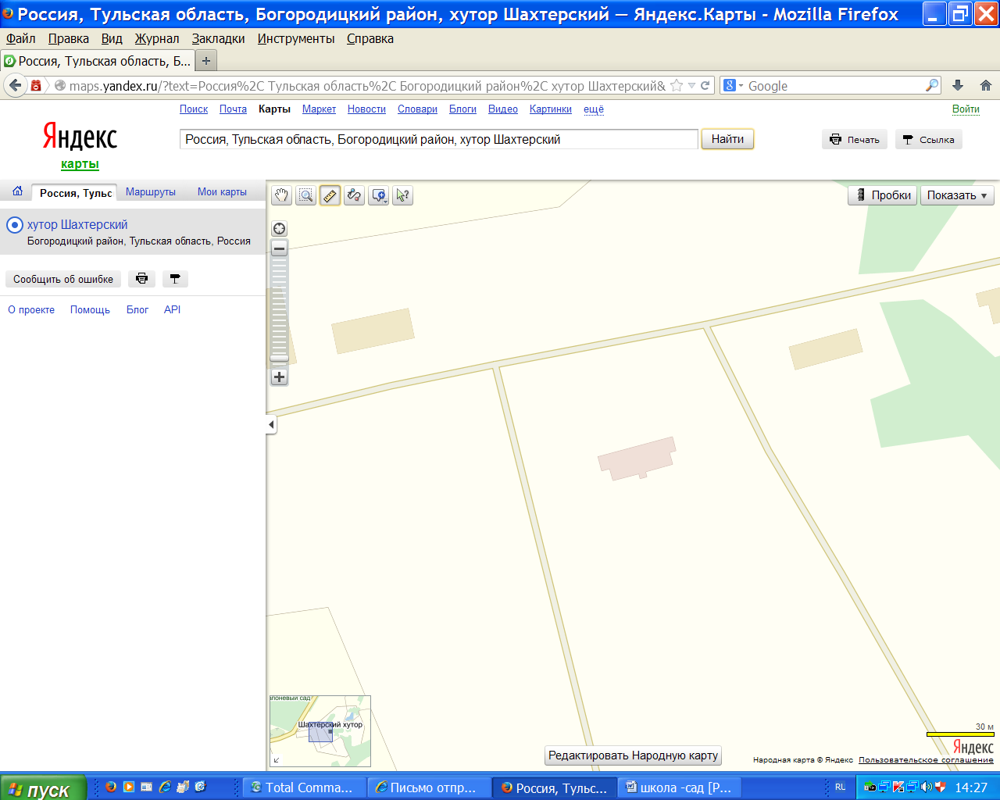 Россия, Тульская область, Богородицкий район, хутор Шахтерский — Яндекс.Карты - Mozilla Firefox
Файл Правка Вид Журнал Закладки Инструменты Справка
Россия, Тульская область, Б...
maps.yandex.ru/?text=Россия%2C Тульская область%2C Богородицкий район%2C хутор Шахтерский& Google
Поиск Почта Карты Маркет Новости Словари Блоги Видео Картинки ещё Войти
Яндекс
карты
Россия, Тульская область, Богородицкий район, хутор Шахтерский Найти Печать Ссылка
Россия, Тульс Маршруты Мои карты
Пробки Показать
хутор Шахтерский
Богородицкий район, Тульская область, Россия
Сообщить об ошибке
О проекте Помощь Блог API
Шахтерский хутор
30 м
Яндекс
Редактировать Народную карту
Народная карта © Яндекс Пользовательское соглашение
пуск Total Comma... Письмо отпр... Россия, Тульс... школа -сад [Р... RL 14:27